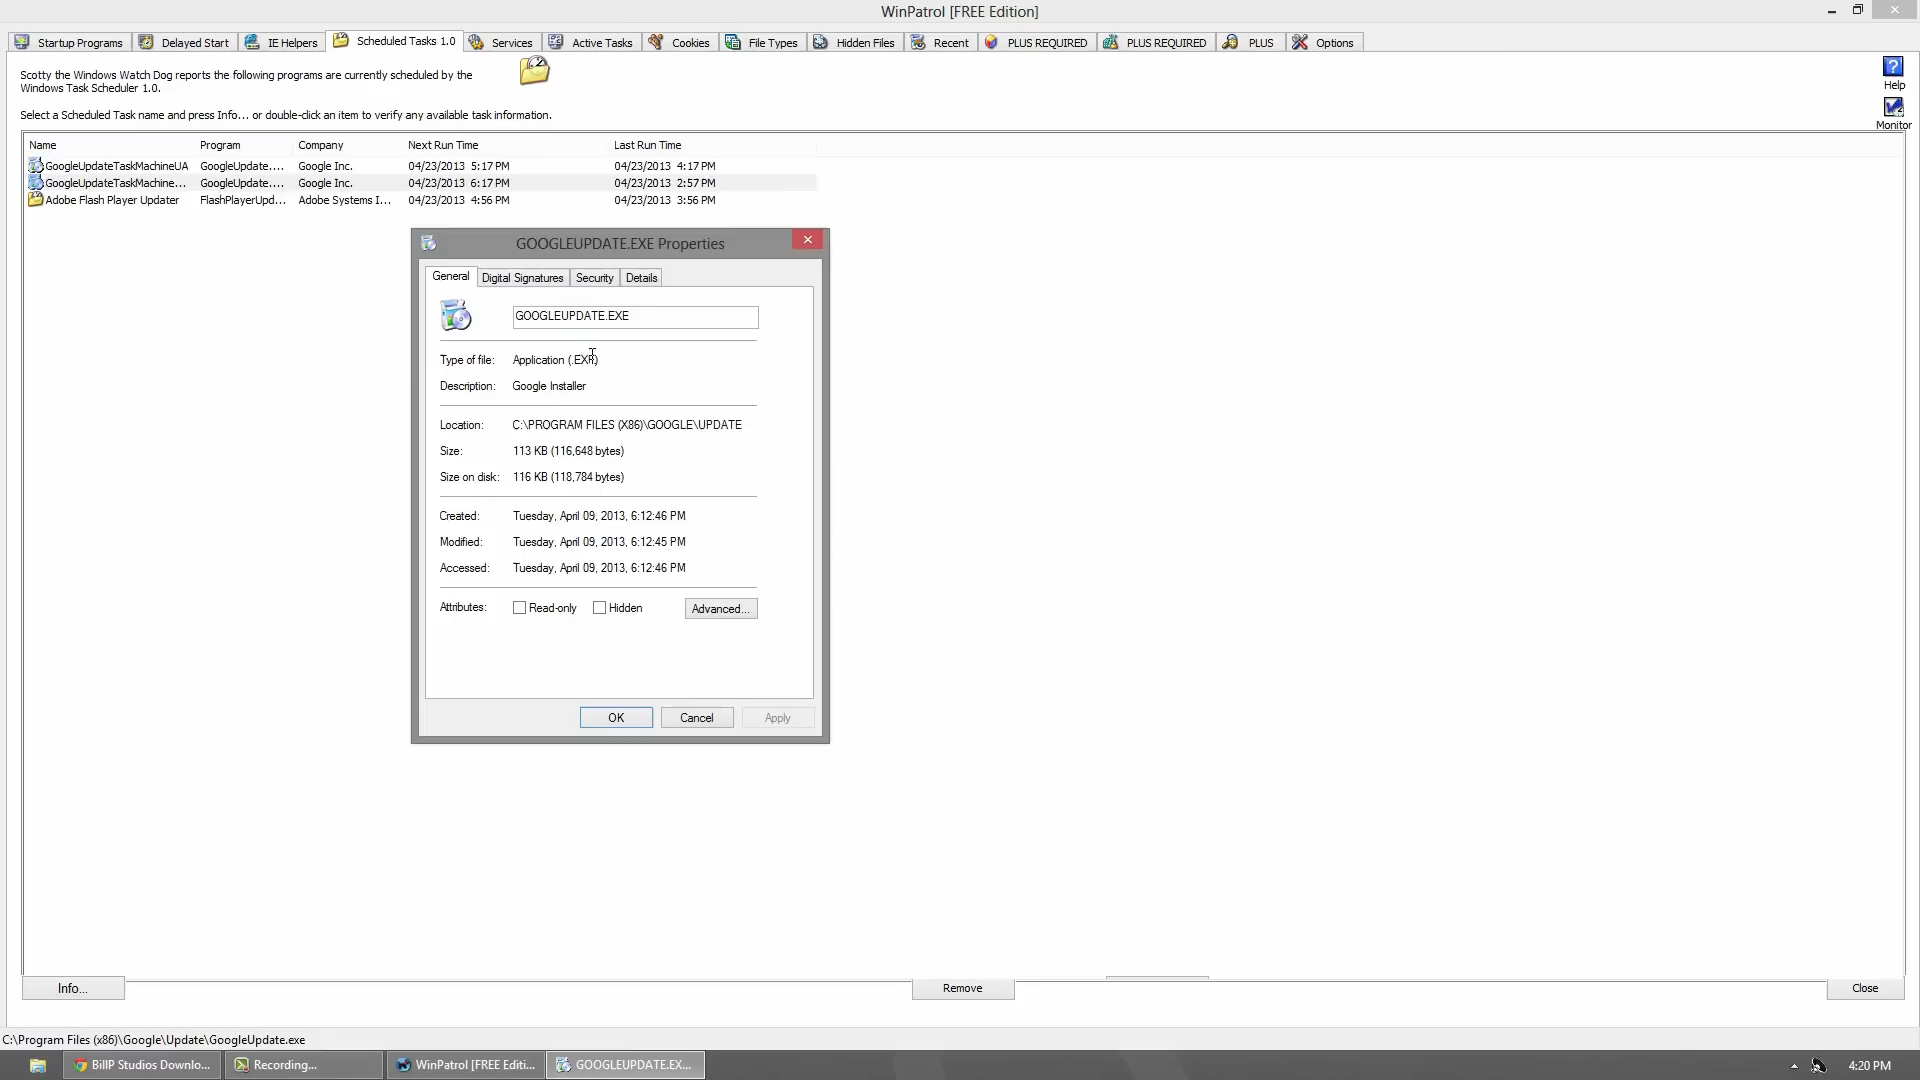 WinPatrol [FREE Edition]
Startup Programs Delayed Start IE Helpers Scheduled Tasks 1.0 Services Active Tasks Cookies File Types Hidden Files Recent PLUS REQUIRED PLUS REQUIRED PLUS Options
Scotty the Windows Watch Dog reports the following programs are currently scheduled by the
Windows Task Scheduler 1.0.
Help
Select a Scheduled Task name and press Info... or double-click an item to verify any available task information.
Monitor
Name Program Company Next Run Time Last Run Time
GoogleUpdateTaskMachineUA GoogleUpdate.... Google Inc. 04/23/2013 5:17 PM 04/23/2013 4:17 PM
GoogleUpdateTaskMachine... GoogleUpdate.... Google Inc. 04/23/2013 6:17 PM 04/23/2013 2:57 PM
Adobe Flash Player Updater FlashPlayerUpd... Adobe Systems I... 04/23/2013 4:56 PM 04/23/2013 3:56 PM
GOOGLEUPDATE.EXE Properties
General Digital Signatures Security Details
GOOGLEUPDATE.EXE
Type of file: Application (.EXE)
Description: Google Installer
Location: C:\PROGRAM FILES (X86)\GOOGLE\UPDATE
Size: 113 KB (116,648 bytes)
Size on disk: 116 KB (118,784 bytes)
Created: Tuesday, April 09, 2013, 6:12:46 PM
Modified: Tuesday, April 09, 2013, 6:12:45 PM
Accessed: Tuesday, April 09, 2013, 6:12:46 PM
Attributes: Read-only Hidden Advanced...
OK Cancel Apply
Info... Remove Close
C:\Program Files (x86)\Google\Update\GoogleUpdate.exe
BillP Studios Downlo... Recording... WinPatrol [FREE Editi... GOOGLEUPDATE.EX... 4:20 PM